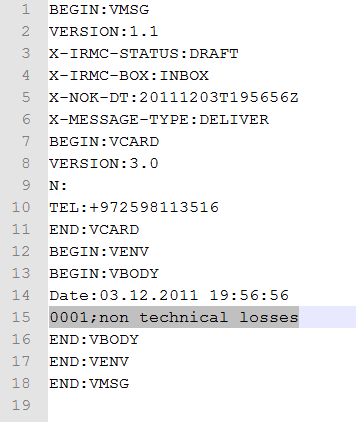 1 BEGIN:VMSG
2 VERSION:1.1
3 X-IRMC-STATUS:DRAFT
4 X-IRMC-BOX:INBOX
5 X-NOK-DT:20111203T195656Z
6 X-MESSAGE-TYPE:DELIVER
7 BEGIN:VCARD
8 VERSION:3.0
9 N:
10 TEL:+972598113516
11 END:VCARD
12 BEGIN:VENV
13 BEGIN:VBODY
14 Date:03.12.2011 19:56:56
15 0001;non technical losses
16 END:VBODY
17 END:VENV
18 END:VMSG
19